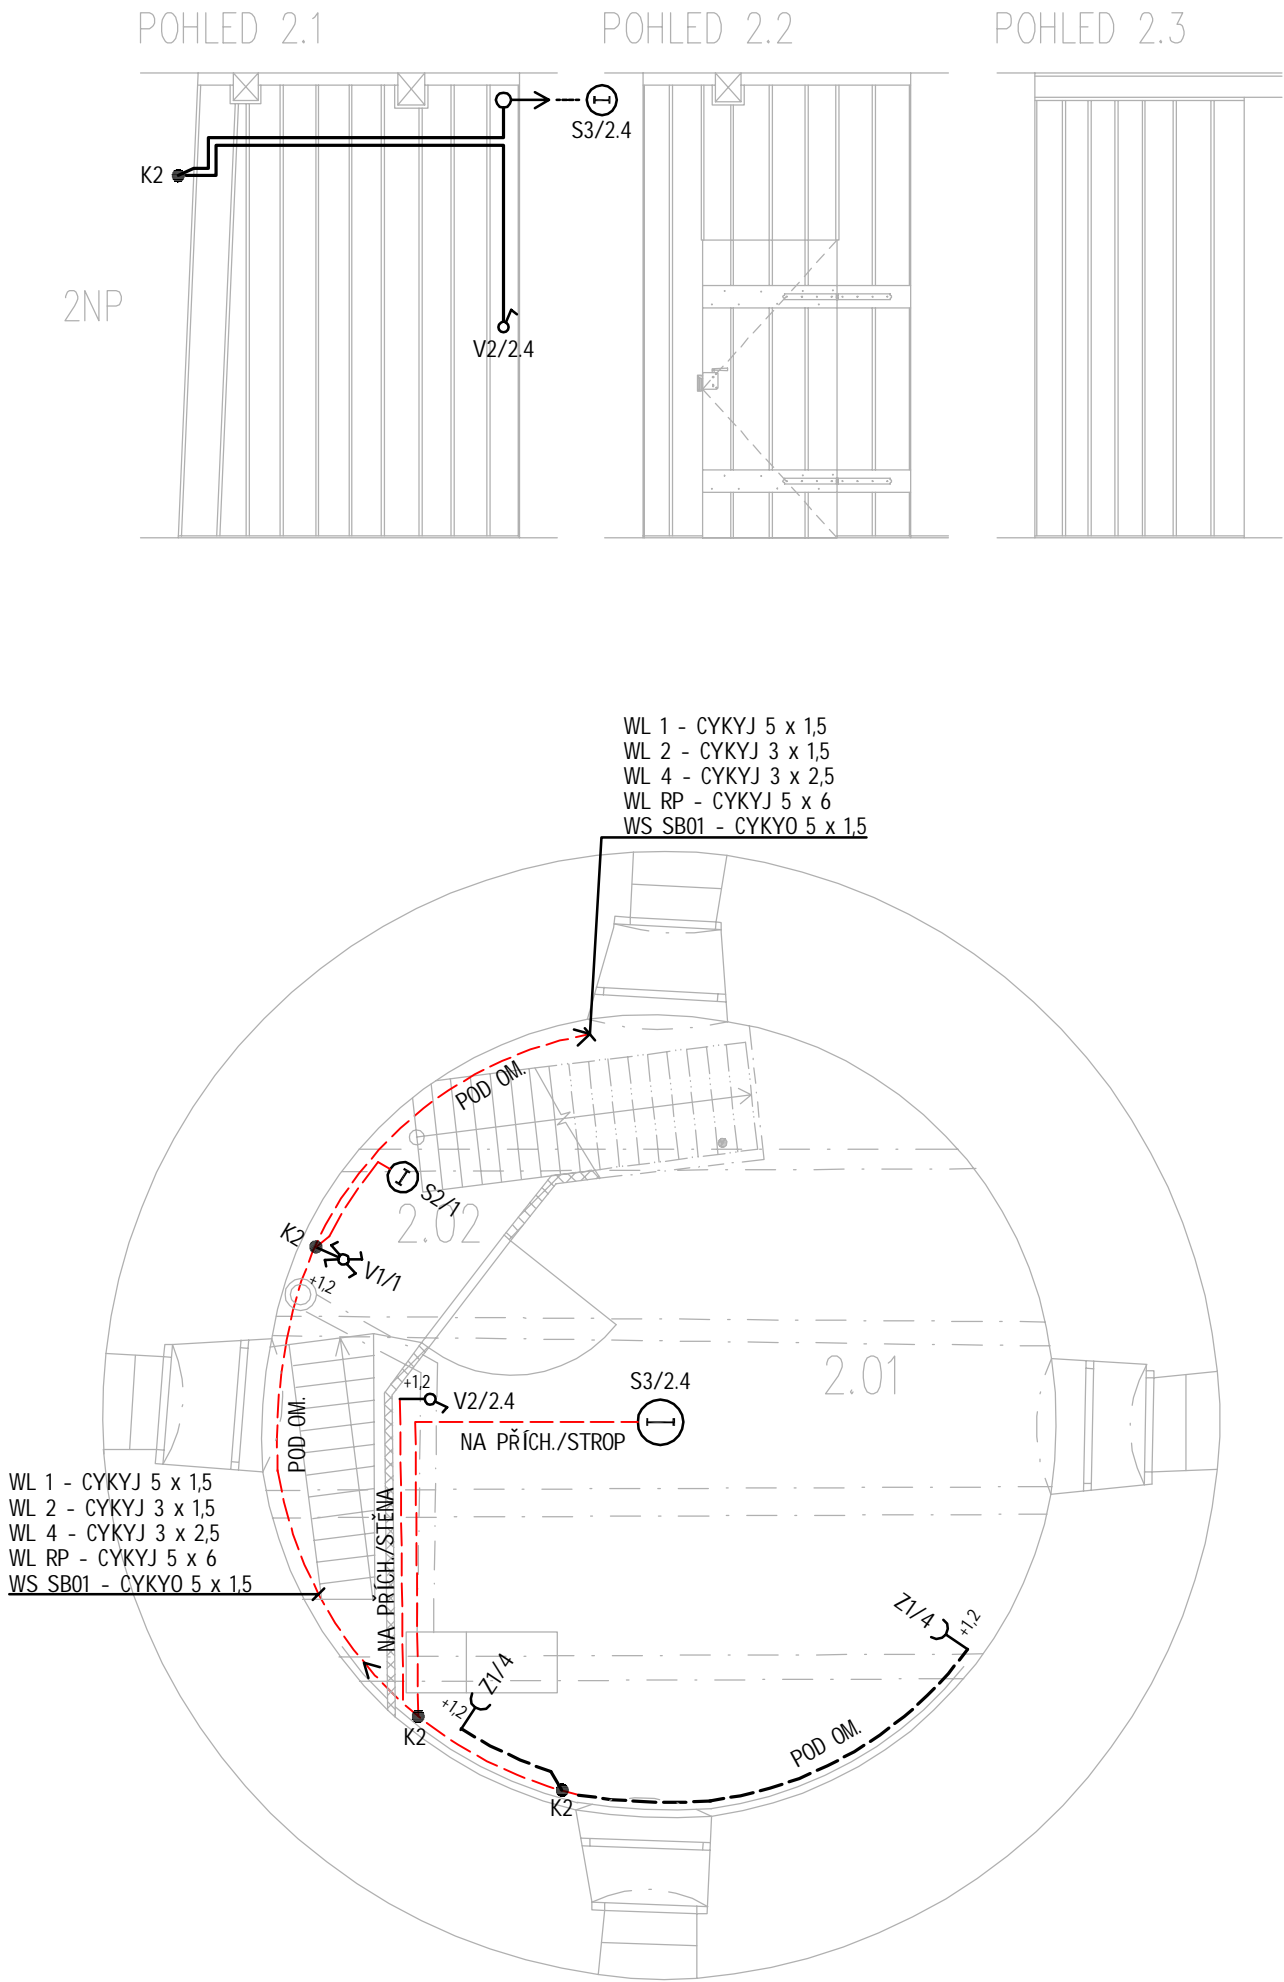 POHLED 2.1
POHLED 2.2
POHLED 2.3
S3/2.4
K2
2NP
V2/2.4
WL 1 - CYKYJ 5 x 1,5
WL 2 - CYKYJ 3 x 1,5
WL 4 - CYKYJ 3 x 2,5
WL RP - CYKYJ 5 x 6
WS SB01 - CYKYO 5 x 1,5
POD OM.
S2/1
2.02
K2
V1/1
+1,2
2.01
S3/2.4
+1,2
V2/2.4
NA PŘÍCH./STROP
POD OM.
NA PŘÍCH./STĚNA
WL 1 - CYKYJ 5 x 1,5
WL 2 - CYKYJ 3 x 1,5
WL 4 - CYKYJ 3 x 2,5
WL RP - CYKYJ 5 x 6
WS SB01 - CYKYO 5 x 1,5
Z1/4
+1,2
Z1/4
+1,2
K2
POD OM.
K2